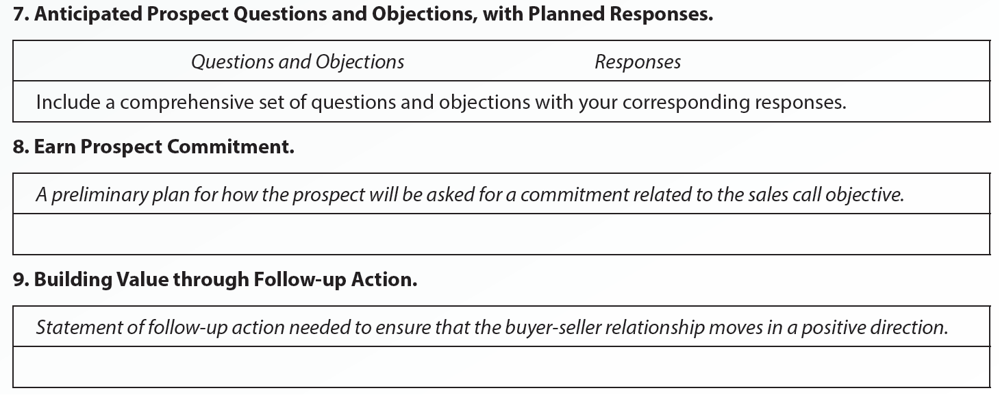 7. Anticipated Prospect Questions and Objections, with Planned Responses.
Questions and Objections Responses
Include a comprehensive set of questions and objections with your corresponding responses.
8. Earn Prospect Commitment.
A preliminary plan for how the prospect will be asked for a commitment related to the sales call objective.
9. Building Value through Follow-up Action.
Statement of follow-up action needed to ensure that the buyer-seller relationship moves in a positive direction.